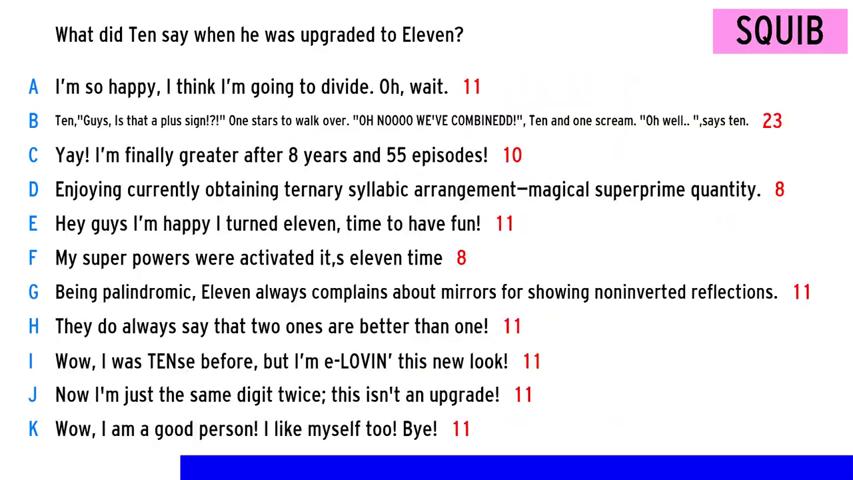 What did Ten say when he was upgraded to Eleven?
SQUIB
A I'm so happy, I think I'm going to divide. Oh, wait. 11
B Ten,"Guys, Is that a plus sign!?!" One stars to walk over. "OH NOOOO WE'VE COMBINEDD!", Ten and one scream. "Oh well.. ",says ten. 23
C Yay! I'm finally greater after 8 years and 55 episodes! 10
D Enjoying currently obtaining ternary syllabic arrangement—magical superprime quantity. 8
E Hey guys I'm happy I turned eleven, time to have fun! 11
F My super powers were activated it,s eleven time 8
G Being palindromic, Eleven always complains about mirrors for showing noninverted reflections. 11
H They do always say that two ones are better than one! 11
I Wow, I was TENse before, but I'm e-LOVIN' this new look! 11
J Now I'm just the same digit twice; this isn't an upgrade! 11
K Wow, I am a good person! I like myself too! Bye! 11